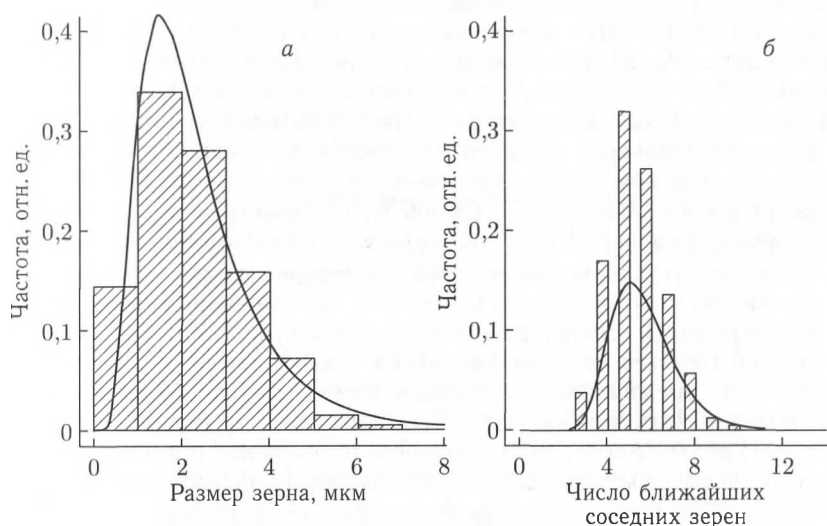 а
Частота, отн. ед.
0,4
0,3
0,2
0,1
0
0 2 4 6 8
Размер зерна, мкм
б
Частота, отн. ед.
0,4
0,3
0,2
0,1
0
0 4 8 12
Число ближайших
соседних зерен